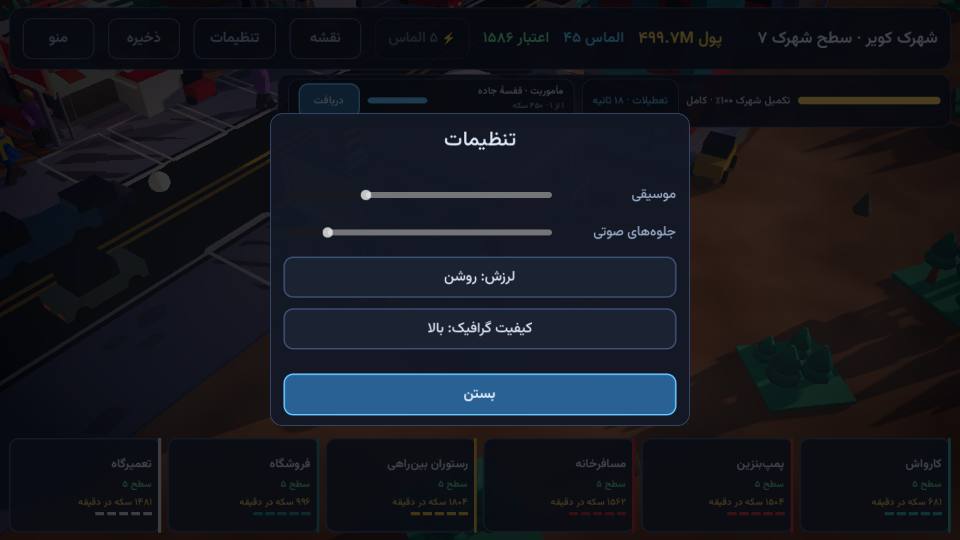 شهرک کویر · سطح شهرک ۷
پول ۴۹۹.۷M
الماس ۴۵
اعتبار ۱۵۸۶
۵ الماس
نقشه
تنظیمات
ذخیره
منو
تکمیل شهرک ۱۰۰٪ · کامل
تعطیلات · ۱۸ ثانیه
مأموریت · قفسهٔ جاده
۱ از ۱ · ۲۵۰ سکه
دریافت
تنظیمات
موسیقی
جلوه‌های صوتی
لرزش: روشن
کیفیت گرافیک: بالا
بستن
کارواش
سطح ۵
۶۸۱ سکه در دقیقه
پمپ‌بنزین
سطح ۵
۱۵۰۴ سکه در دقیقه
مسافرخانه
سطح ۵
۱۵۶۲ سکه در دقیقه
رستوران بین‌راهی
سطح ۵
۱۸۰۴ سکه در دقیقه
فروشگاه
سطح ۵
۹۹۶ سکه در دقیقه
تعمیرگاه
سطح ۵
۱۴۸۱ سکه در دقیقه